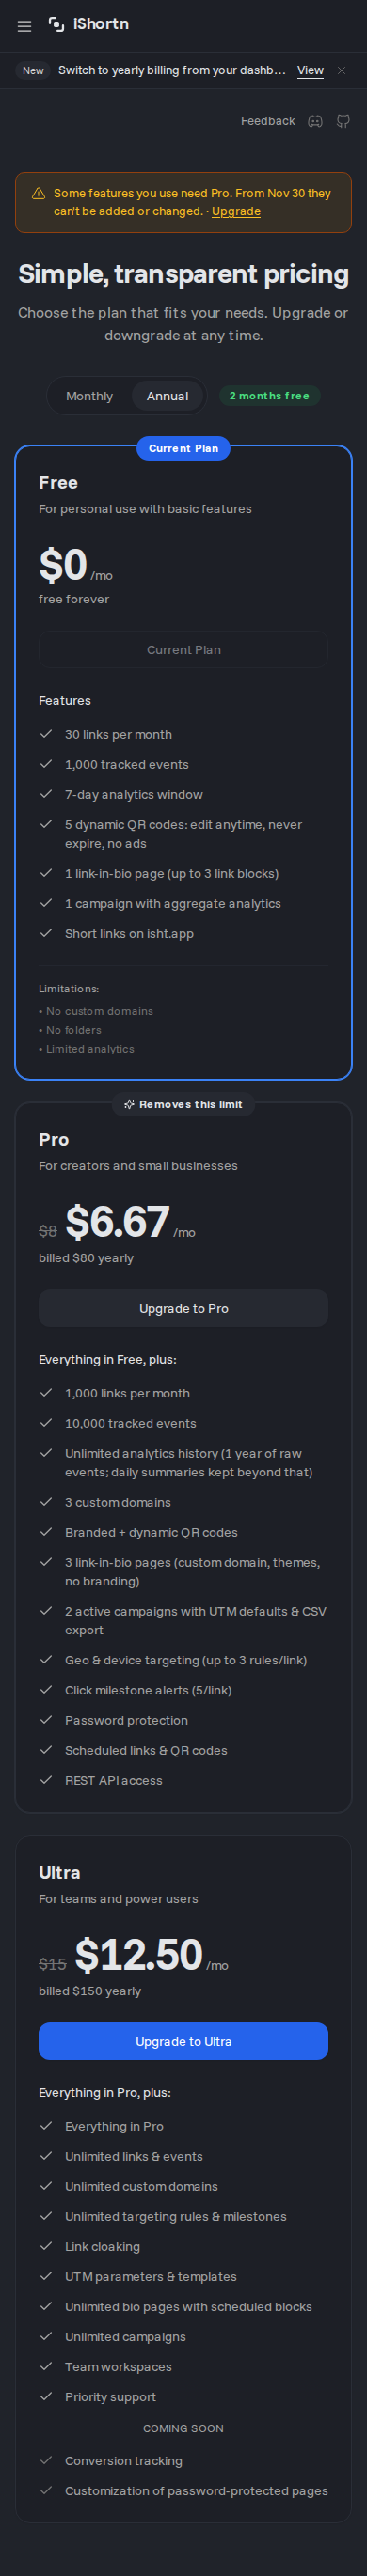 IShortn
New Switch to yearly billing from your dashb... View
Feedback
Some features you use need Pro. From Nov 30 they
can't be added or changed. · Upgrade
Simple, transparent pricing
Choose the plan that fits your needs. Upgrade or
downgrade at any time.
Monthly Annual 2 months free
Current Plan
Free
For personal use with basic features
$0 /mo
free forever
Current Plan
Features
30 links per month
1,000 tracked events
7-day analytics window
5 dynamic QR codes: edit anytime, never
expire, no ads
1 link-in-bio page (up to 3 link blocks)
1 campaign with aggregate analytics
Short links on isht.app
Limitations:
• No custom domains
• No folders
• Limited analytics
Removes this limit
Pro
For creators and small businesses
$8 $6.67 /mo
billed $80 yearly
Upgrade to Pro
Everything in Free, plus:
1,000 links per month
10,000 tracked events
Unlimited analytics history (1 year of raw
events; daily summaries kept beyond that)
3 custom domains
Branded + dynamic QR codes
3 link-in-bio pages (custom domain, themes,
no branding)
2 active campaigns with UTM defaults & CSV
export
Geo & device targeting (up to 3 rules/link)
Click milestone alerts (5/link)
Password protection
Scheduled links & QR codes
REST API access
Ultra
For teams and power users
$15 $12.50 /mo
billed $150 yearly
Upgrade to Ultra
Everything in Pro, plus:
Everything in Pro
Unlimited links & events
Unlimited custom domains
Unlimited targeting rules & milestones
Link cloaking
UTM parameters & templates
Unlimited bio pages with scheduled blocks
Unlimited campaigns
Team workspaces
Priority support
COMING SOON
Conversion tracking
Customization of password-protected pages